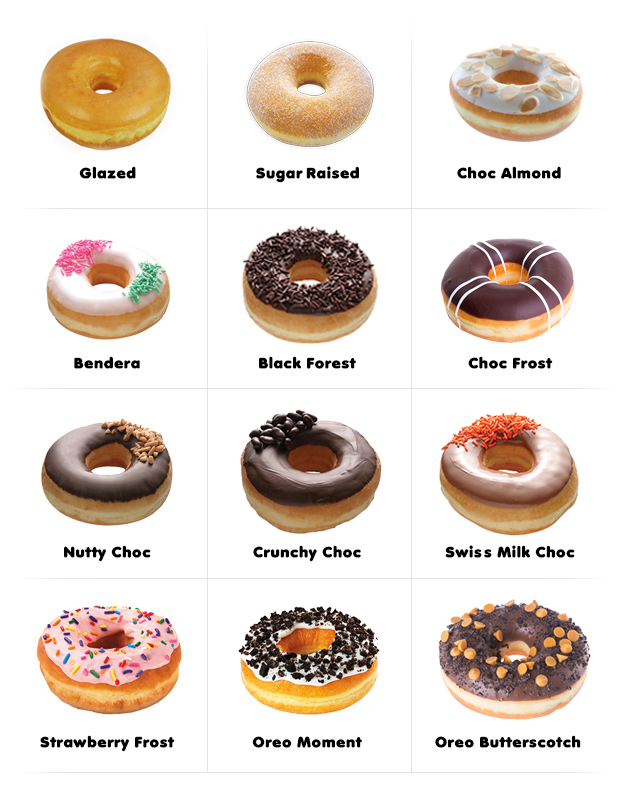 Glazed
Sugar Raised
Choc Almond
Bendera
Black Forest
Choc Frost
Nutty Choc
Crunchy Choc
Swiss Milk Choc
Strawberry Frost
Oreo Moment
Oreo Butterscotch